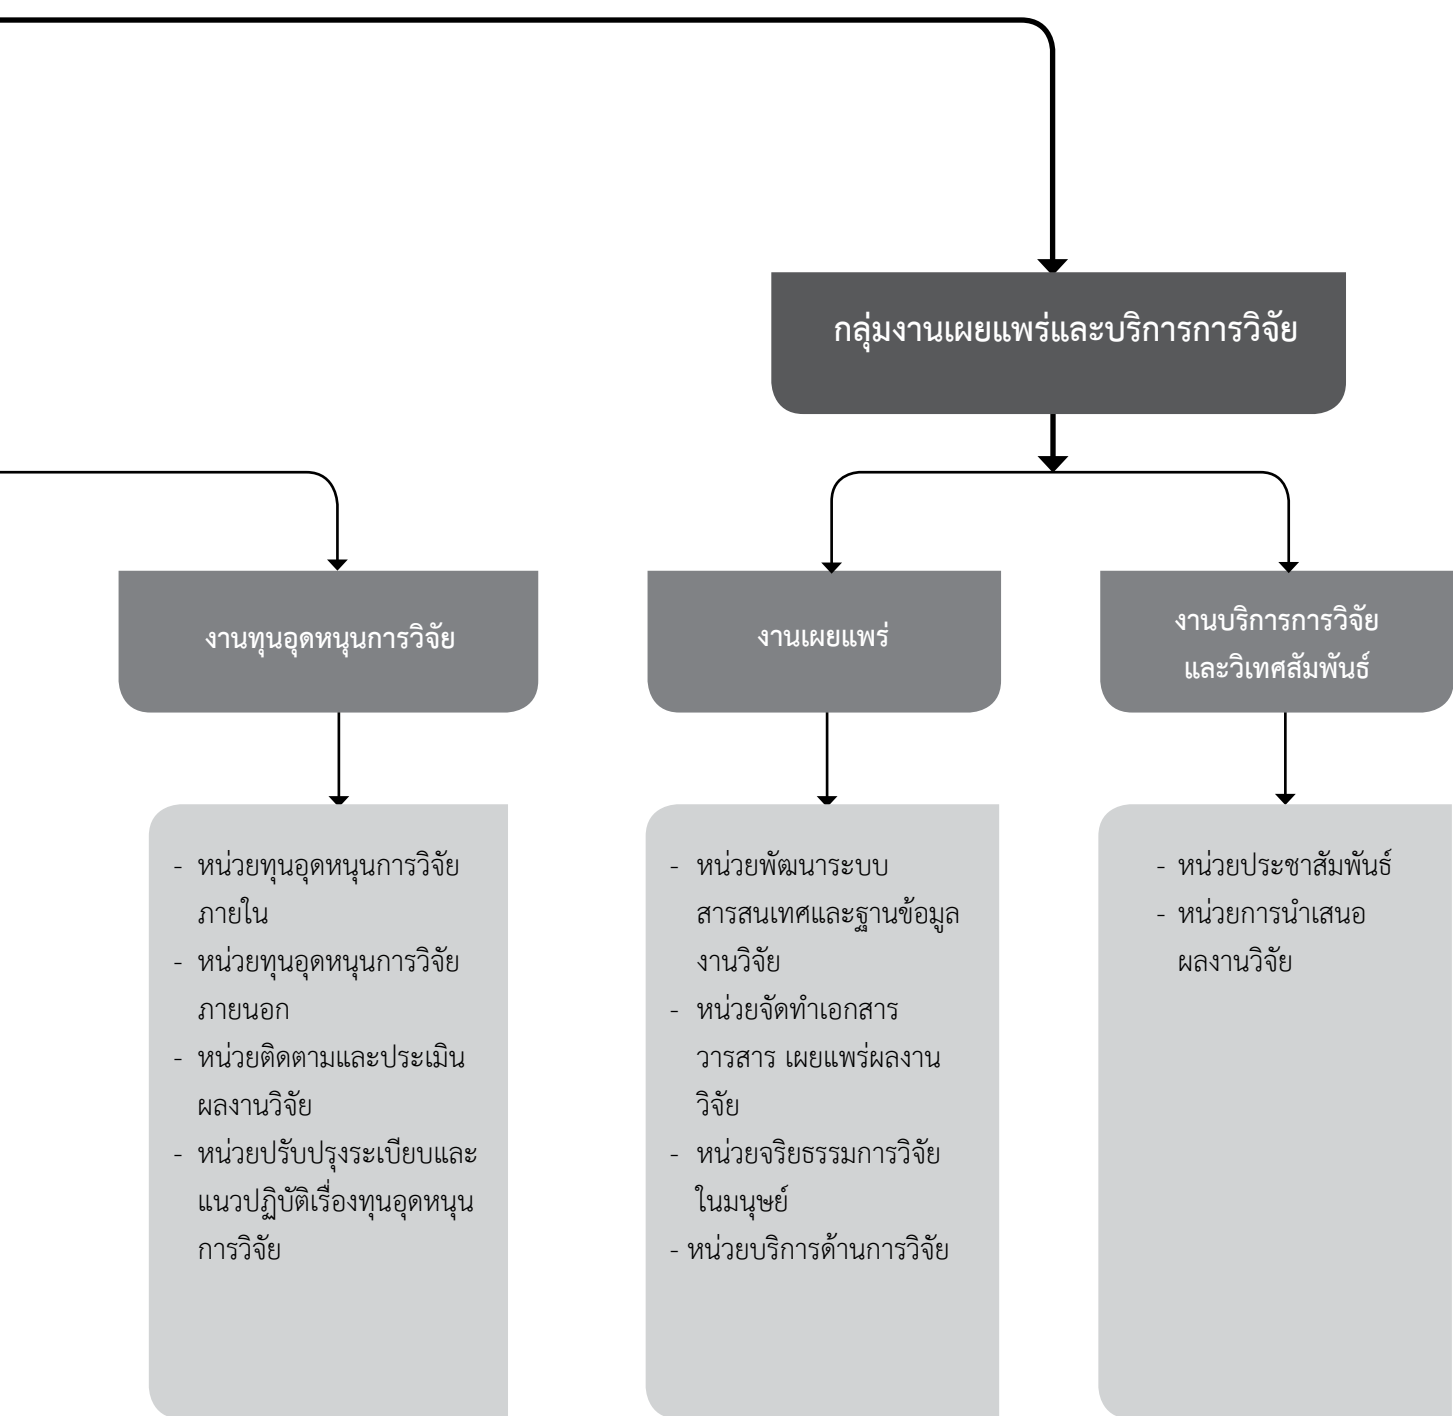 กลุ่มงานเผยแพร่และบริการการวิจัย
งานทุนอุดหนุนการวิจัย
งานเผยแพร่
งานบริการการวิจัย
และวิเทศสัมพันธ์
- หน่วยทุนอุดหนุนการวิจัย
ภายใน
- หน่วยทุนอุดหนุนการวิจัย
ภายนอก
- หน่วยติดตามและประเมิน
ผลงานวิจัย
- หน่วยปรับปรุงระเบียบและ
แนวปฏิบัติเรื่องทุนอุดหนุน
การวิจัย
- หน่วยพัฒนาระบบ
สารสนเทศและฐานข้อมูล
งานวิจัย
- หน่วยจัดทำเอกสาร
วารสาร เผยแพร่ผลงาน
วิจัย
- หน่วยจริยธรรมการวิจัย
ในมนุษย์
- หน่วยบริการด้านการวิจัย
- หน่วยประชาสัมพันธ์
- หน่วยการนำเสนอ
ผลงานวิจัย